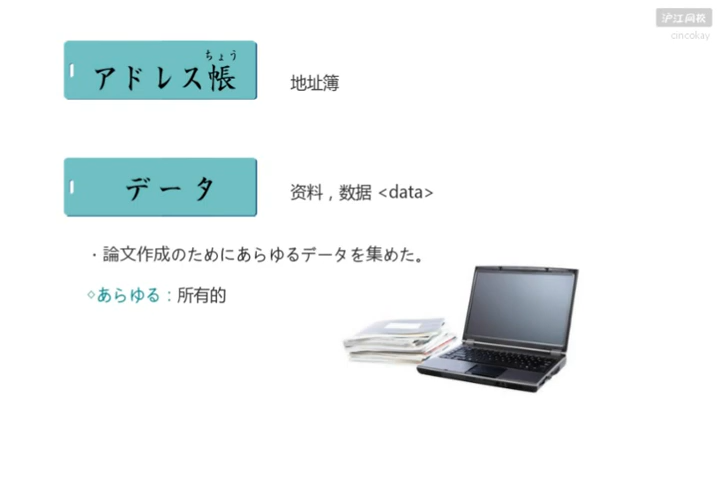 沪江网校
cincokay
ちょう
アドレス帳
地址簿
データ
资料，数据 <data>
・論文作成のためにあらゆるデータを集めた。
◇あらゆる：所有的